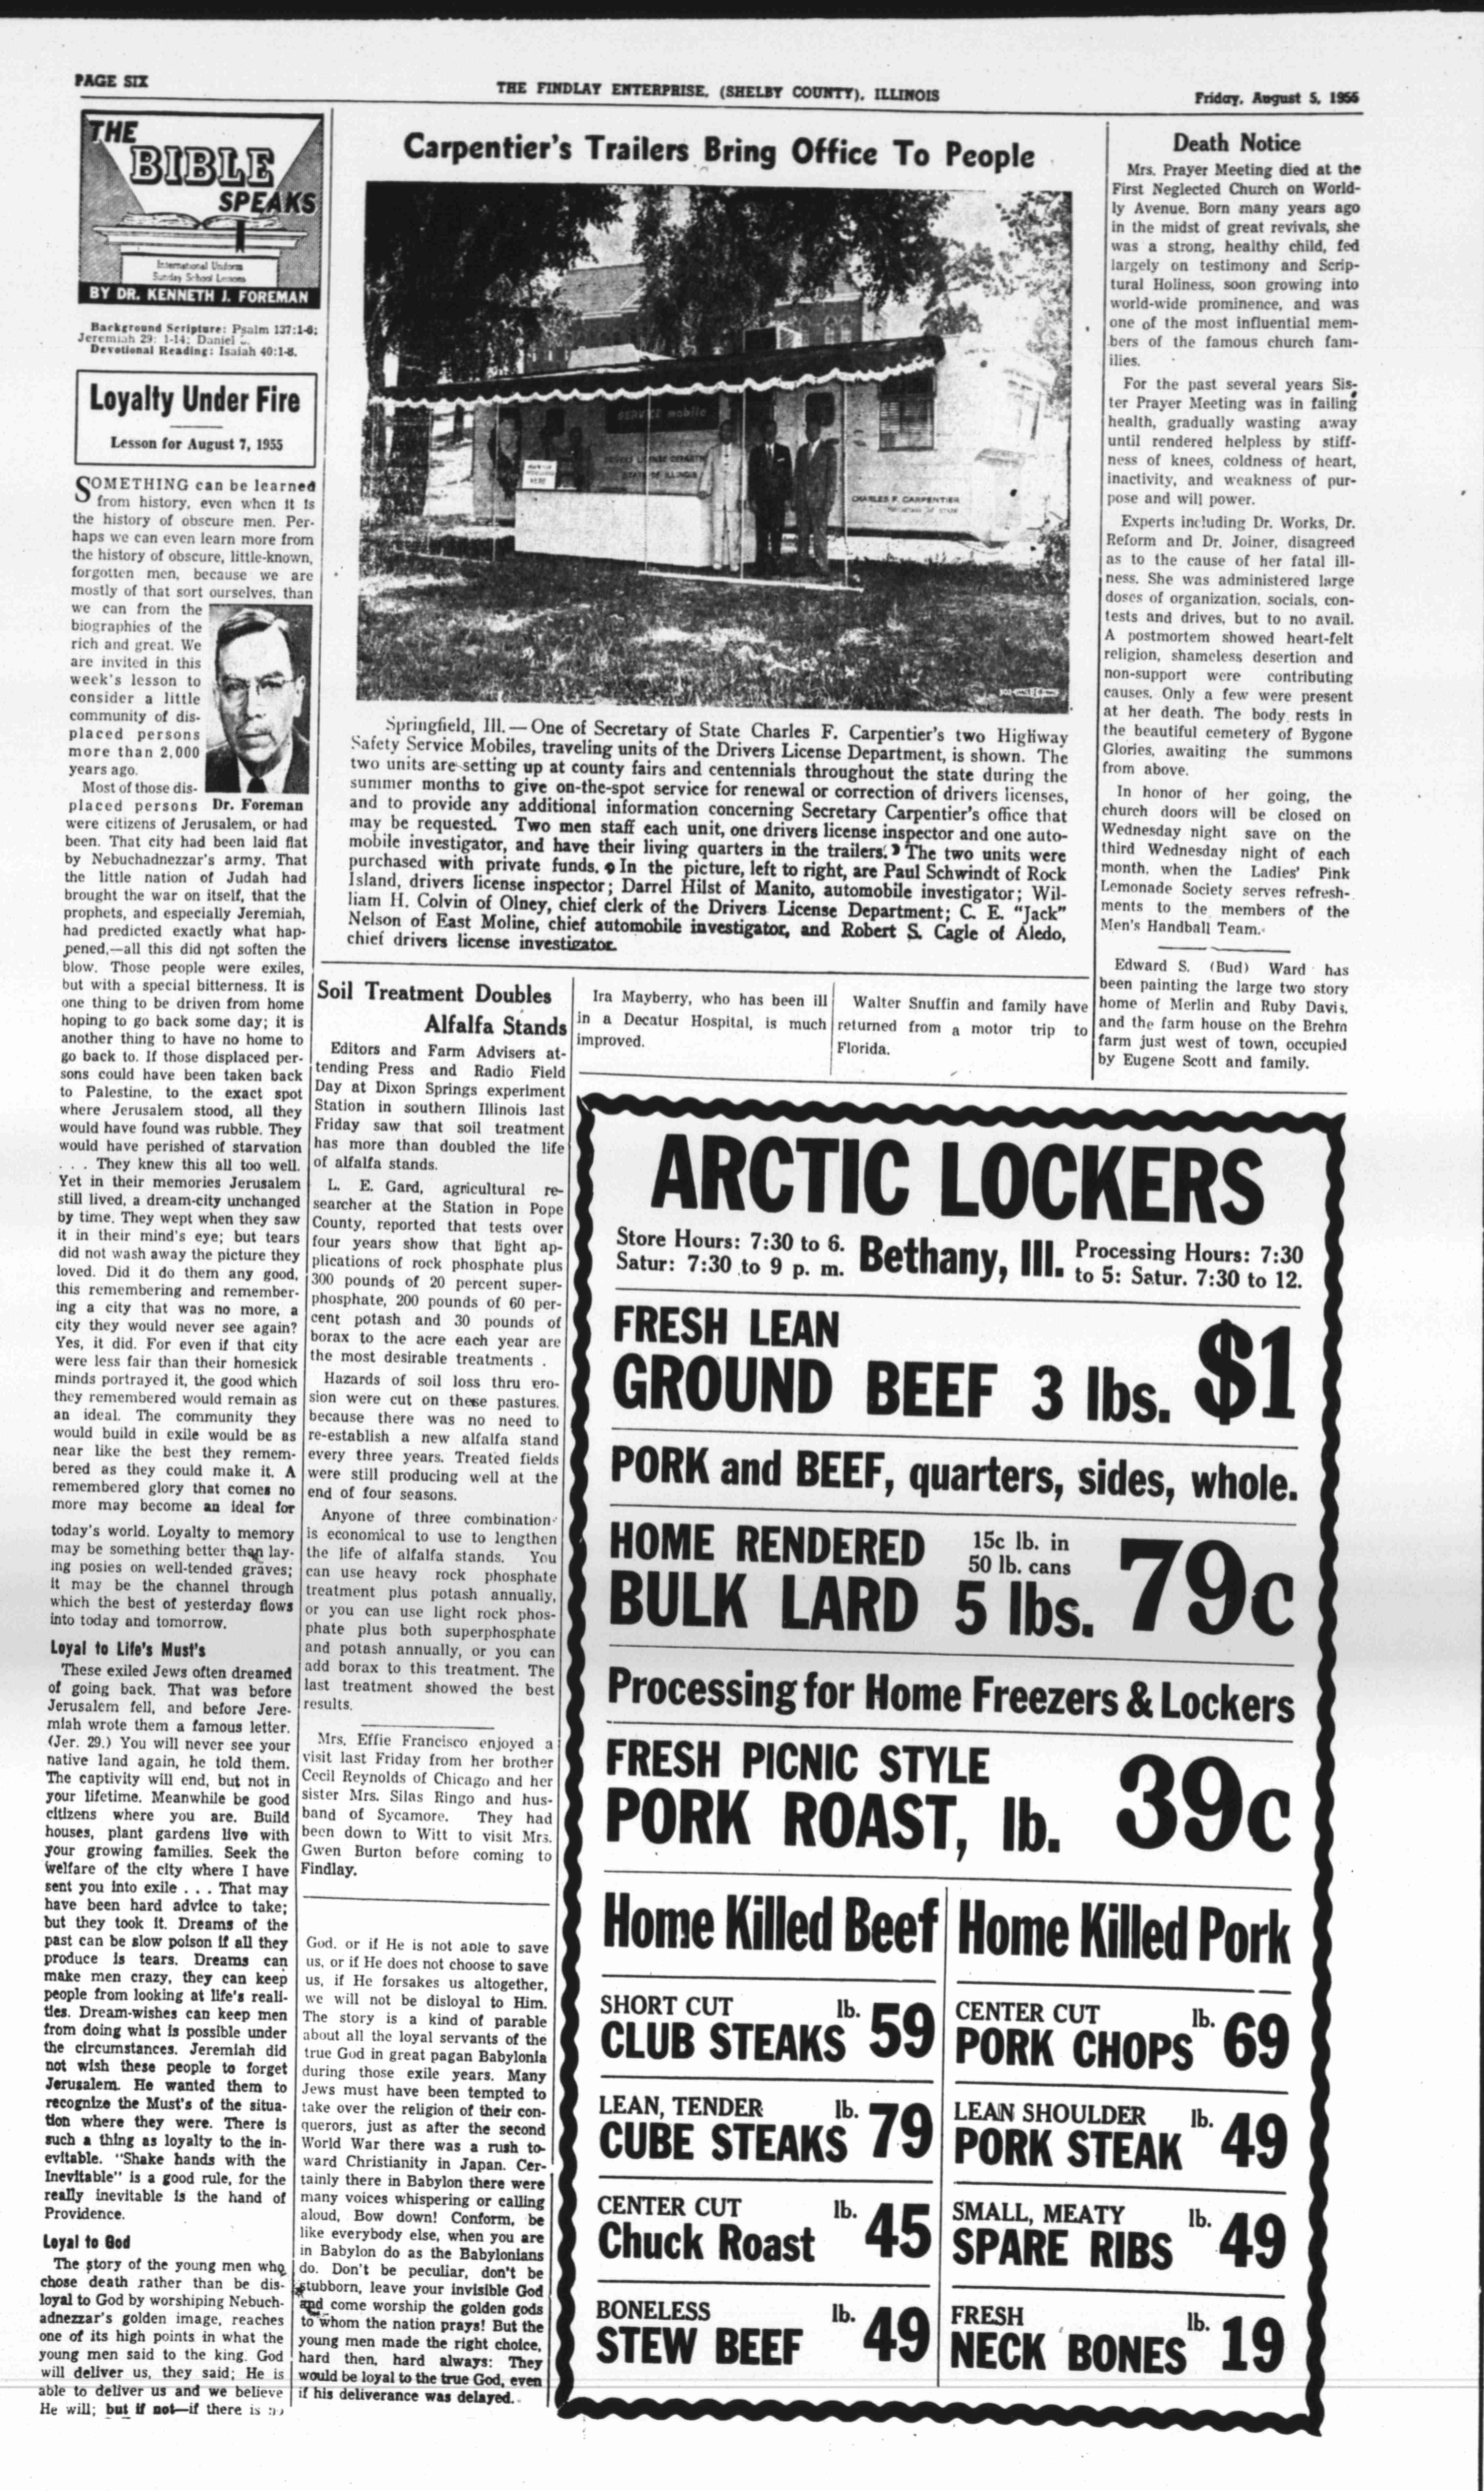 PAGE SIX
THE FINDLAY ENTERPRISE, (SHELBY COUNTY), ILLINOIS
Friday, August 5, 1955
THE
BIBLE
SPEAKS
International Uniform
Sunday School Lessons
BY DR. KENNETH J. FOREMAN
Background Scripture: Psalm 137:1-6;
Jeremiah 29: 1-14; Daniel
Devotional Reading: Isaiah 40:1-8.
Loyalty Under Fire
Lesson for August 7, 1955
SOMETHING can be learned
from history, even when it is
the history of obscure men. Per-
haps we can even learn more from
the history of obscure, little-known,
forgotten men, because we are
mostly of that sort ourselves, than
we can from the
biographies of the
rich and great. We
are invited in this
week's lesson to
consider a little
community of dis-
placed persons
more than 2,000
years ago.
Most of those dis-
placed persons
Dr. Foreman
were citizens of Jerusalem, or had
been. That city had been laid flat
by Nebuchadnezzar's army. That
the little nation of Judah had
brought the war on itself, that the
prophets, and especially Jeremiah,
had predicted exactly what hap-
pened,—all this did not soften the
blow. Those people were exiles,
but with a special bitterness. It is
one thing to be driven from home
hoping to go back some day; it is
another thing to have no home to
go back to. If those displaced per-
sons could have been taken back
to Palestine, to the exact spot
where Jerusalem stood, all they
would have found was rubble. They
would have perished of starvation
. . . They knew this all too well.
Yet in their memories Jerusalem
still lived, a dream-city unchanged
by time. They wept when they saw
it in their mind's eye; but tears
did not wash away the picture they
loved. Did it do them any good,
this remembering and remember-
ing a city that was no more, a
city they would never see again?
Yes, it did. For even if that city
were less fair than their homesick
minds portrayed it, the good which
they remembered would remain as
an ideal. The community they
would build in exile would be as
near like the best they remem-
bered as they could make it. A
remembered glory that comes no
more may become an ideal for
today's world. Loyalty to memory
may be something better than lay-
ing posies on well-tended graves;
it may be the channel through
which the best of yesterday flows
into today and tomorrow.
Loyal to Life's Must's
These exiled Jews often dreamed
of going back. That was before
Jerusalem fell, and before Jere-
miah wrote them a famous letter.
(Jer. 29.) You will never see your
native land again, he told them.
The captivity will end, but not in
your lifetime. Meanwhile be good
citizens where you are. Build
houses, plant gardens live with
your growing families. Seek the
welfare of the city where I have
sent you into exile . . . That may
have been hard advice to take;
but they took it. Dreams of the
past can be slow poison if all they
produce is tears. Dreams can
make men crazy, they can keep
people from looking at life's reali-
ties. Dream-wishes can keep men
from doing what is possible under
the circumstances. Jeremiah did
not wish these people to forget
Jerusalem. He wanted them to
recognize the Must's of the situa-
tion where they were. There is
such a thing as loyalty to the in-
evitable. "Shake hands with the
Inevitable" is a good rule, for the
really inevitable is the hand of
Providence.
Loyal to God
The story of the young men who
chose death rather than be dis-
loyal to God by worshiping Nebuch-
adnezzar's golden image, reaches
one of its high points in what the
young men said to the king. God
will deliver us, they said; He is
able to deliver us and we believe
He will; but if not—if there is no
Carpentier's Trailers Bring Office To People
SERVICE mobile
DRIVERS LICENSE DEPARTMENT
STATE OF ILLINOIS
CHARLES F. CARPENTIER
Springfield, Ill.—One of Secretary of State Charles F. Carpentier's two Highway
Safety Service Mobiles, traveling units of the Drivers License Department, is shown. The
two units are setting up at county fairs and centennials throughout the state during the
summer months to give on-the-spot service for renewal or correction of drivers licenses,
and to provide any additional information concerning Secretary Carpentier's office that
may be requested. Two men staff each unit, one drivers license inspector and one auto-
mobile investigator, and have their living quarters in the trailers. The two units were
purchased with private funds. In the picture, left to right, are Paul Schwindt of Rock
Island, drivers license inspector; Darrel Hilst of Manito, automobile investigator; Wil-
liam H. Colvin of Olney, chief clerk of the Drivers License Department; C. E. "Jack"
Nelson of East Moline, chief automobile investigator, and Robert S. Cagle of Aledo,
chief drivers license investigator.
Soil Treatment Doubles
Alfalfa Stands
Editors and Farm Advisers at-
tending Press and Radio Field
Day at Dixon Springs experiment
Station in southern Illinois last
Friday saw that soil treatment
has more than doubled the life
of alfalfa stands.
L. E. Gard, agricultural re-
searcher at the Station in Pope
County, reported that tests over
four years show that light ap-
plications of rock phosphate plus
300 pounds of 20 percent super-
phosphate, 200 pounds of 60 per-
cent potash and 30 pounds of
borax to the acre each year are
the most desirable treatments .
Hazards of soil loss thru ero-
sion were cut on these pastures,
because there was no need to
re-establish a new alfalfa stand
every three years. Treated fields
were still producing well at the
end of four seasons.
Anyone of three combination
is economical to use to lengthen
the life of alfalfa stands. You
can use heavy rock phosphate
treatment plus potash annually,
or you can use light rock phos-
phate plus both superphosphate
and potash annually, or you can
add borax to this treatment. The
last treatment showed the best
results.
Mrs. Effie Francisco enjoyed a
visit last Friday from her brother
Cecil Reynolds of Chicago and her
sister Mrs. Silas Ringo and hus-
band of Sycamore. They had
been down to Witt to visit Mrs.
Gwen Burton before coming to
Findlay.
God, or if He is not able to save
us, or if He does not choose to save
us, if He forsakes us altogether,
we will not be disloyal to Him.
The story is a kind of parable
about all the loyal servants of the
true God in great pagan Babylonia
during those exile years. Many
Jews must have been tempted to
take over the religion of their con-
querors, just as after the second
World War there was a rush to-
ward Christianity in Japan. Cer-
tainly there in Babylon there were
many voices whispering or calling
aloud, Bow down! Conform, be
like everybody else, when you are
in Babylon do as the Babylonians
do. Don't be peculiar, don't be
stubborn, leave your invisible God
and come worship the golden gods
to whom the nation prays! But the
young men made the right choice,
hard then, hard always: They
would be loyal to the true God, even
if his deliverance was delayed.
Ira Mayberry, who has been ill
in a Decatur Hospital, is much
improved.
Walter Snuffin and family have
returned from a motor trip to
Florida.
Death Notice
Mrs. Prayer Meeting died at the
First Neglected Church on World-
ly Avenue. Born many years ago
in the midst of great revivals, she
was a strong, healthy child, fed
largely on testimony and Scrip-
tural Holiness, soon growing into
world-wide prominence, and was
one of the most influential mem-
bers of the famous church fam-
ilies.
For the past several years Sis-
ter Prayer Meeting was in failing
health, gradually wasting away
until rendered helpless by stiff-
ness of knees, coldness of heart,
inactivity, and weakness of pur-
pose and will power.
Experts including Dr. Works, Dr.
Reform and Dr. Joiner, disagreed
as to the cause of her fatal ill-
ness. She was administered large
doses of organization, socials, con-
tests and drives, but to no avail.
A postmortem showed heart-felt
religion, shameless desertion and
non-support were contributing
causes. Only a few were present
at her death. The body rests in
the beautiful cemetery of Bygone
Glories, awaiting the summons
from above.
In honor of her going, the
church doors will be closed on
Wednesday night save on the
third Wednesday night of each
month, when the Ladies' Pink
Lemonade Society serves refresh-
ments to the members of the
Men's Handball Team.
Edward S. (Bud) Ward has
been painting the large two story
home of Merlin and Ruby Davis,
and the farm house on the Brehm
farm just west of town, occupied
by Eugene Scott and family.
ARCTIC LOCKERS
Store Hours: 7:30 to 6.
Satur: 7:30 to 9 p. m.
Bethany, Ill.
Processing Hours: 7:30
to 5: Satur. 7:30 to 12.
FRESH LEAN
GROUND BEEF 3 lbs. $1
PORK and BEEF, quarters, sides, whole.
HOME RENDERED 15c lb. in
50 lb. cans
BULK LARD 5 lbs. 79c
Processing for Home Freezers & Lockers
FRESH PICNIC STYLE
PORK ROAST, lb. 39c
Home Killed Beef
SHORT CUT lb.
CLUB STEAKS 59
LEAN, TENDER lb.
CUBE STEAKS 79
CENTER CUT lb.
Chuck Roast 45
BONELESS lb.
STEW BEEF 49
Home Killed Pork
CENTER CUT lb.
PORK CHOPS 69
LEAN SHOULDER lb.
PORK STEAK 49
SMALL, MEATY lb.
SPARE RIBS 49
FRESH lb.
NECK BONES 19